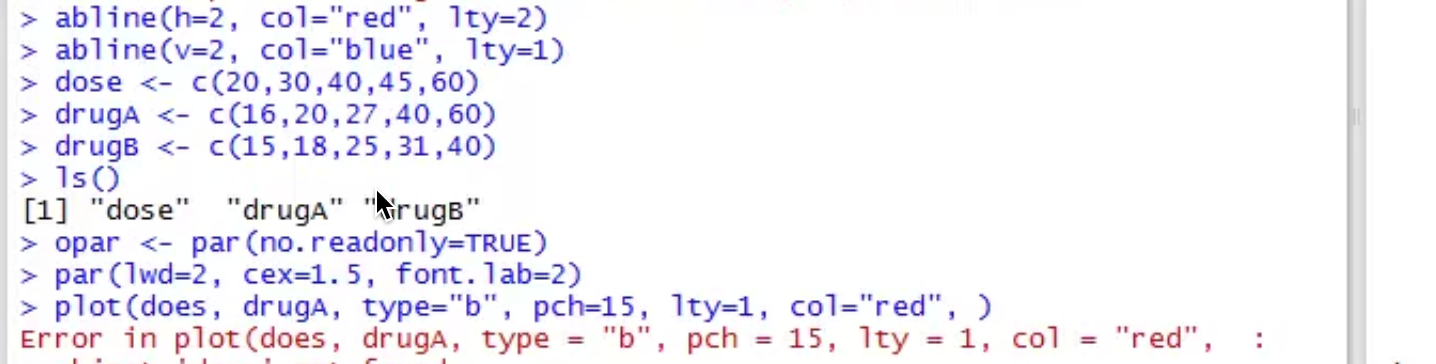 > abline(h=2, col="red", lty=2)
> abline(v=2, col="blue", lty=1)
> dose <- c(20,30,40,45,60)
> drugA <- c(16,20,27,40,60)
> drugB <- c(15,18,25,31,40)
> ls()
[1] "dose"  "drugA" "drugB"
> opar <- par(no.readonly=TRUE)
> par(lwd=2, cex=1.5, font.lab=2)
> plot(does, drugA, type="b", pch=15, lty=1, col="red", )
Error in plot(does, drugA, type = "b", pch = 15, lty = 1, col = "red",  :